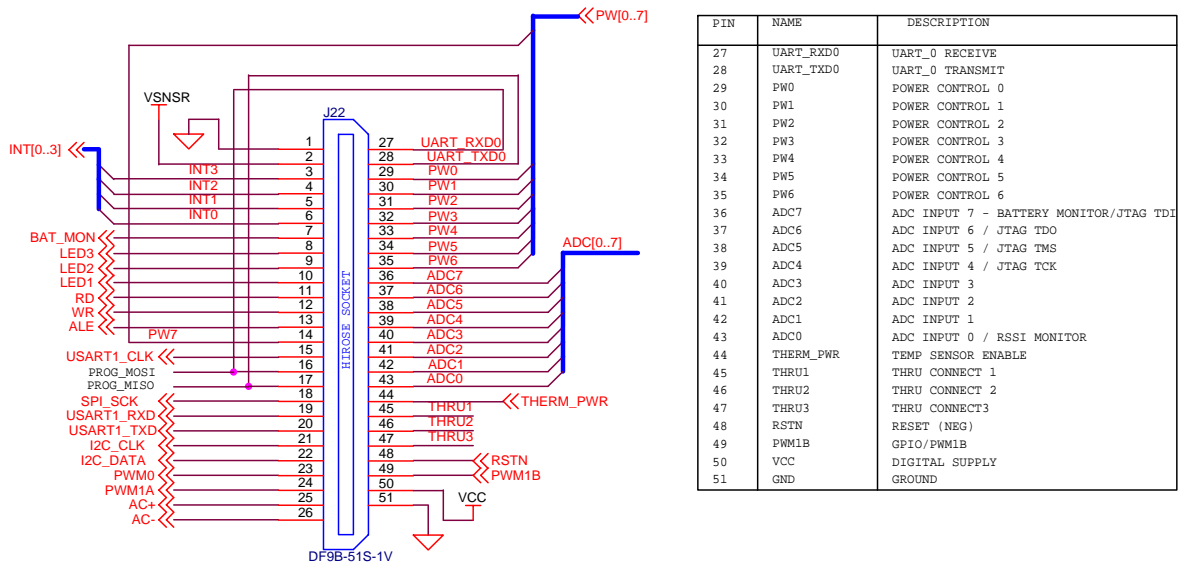 PW[0..7]
VSNSR
J22
INT[0..3]
1 27 UART_RXD0
2 28 UART_TXD0
INT3 3 29 PW0
INT2 4 30 PW1
INT1 5 31 PW2
INT0 6 32 PW3
BAT_MON 7 33 PW4
LED3 8 34 PW5
LED2 9 35 PW6
LED1 10 36 ADC7
RD 11 37 ADC6
WR 12 38 ADC5
ALE 13 39 ADC4
PW7 14 40 ADC3
USART1_CLK 15 41 ADC2
PROG_MOSI 16 42 ADC1
PROG_MISO 17 43 ADC0
SPI_SCK 18 44 THERM_PWR
USART1_RXD 19 45 THRU1
USART1_TXD 20 46 THRU2
I2C_CLK 21 47 THRU3
I2C_DATA 22 48 RSTN
PWM0 23 49 PWM1B
PWM1A 24 50 VCC
AC+ 25 51
AC- 26
ADC[0..7]
HIROSE SOCKET
DF9B-51S-1V
PIN NAME DESCRIPTION
27 UART_RXD0 UART_0 RECEIVE
28 UART_TXD0 UART_0 TRANSMIT
29 PW0 POWER CONTROL 0
30 PW1 POWER CONTROL 1
31 PW2 POWER CONTROL 2
32 PW3 POWER CONTROL 3
33 PW4 POWER CONTROL 4
34 PW5 POWER CONTROL 5
35 PW6 POWER CONTROL 6
36 ADC7 ADC INPUT 7 - BATTERY MONITOR/JTAG TDI
37 ADC6 ADC INPUT 6 / JTAG TDO
38 ADC5 ADC INPUT 5 / JTAG TMS
39 ADC4 ADC INPUT 4 / JTAG TCK
40 ADC3 ADC INPUT 3
41 ADC2 ADC INPUT 2
42 ADC1 ADC INPUT 1
43 ADC0 ADC INPUT 0 / RSSI MONITOR
44 THERM_PWR TEMP SENSOR ENABLE
45 THRU1 THRU CONNECT 1
46 THRU2 THRU CONNECT 2
47 THRU3 THRU CONNECT3
48 RSTN RESET (NEG)
49 PWM1B GPIO/PWM1B
50 VCC DIGITAL SUPPLY
51 GND GROUND